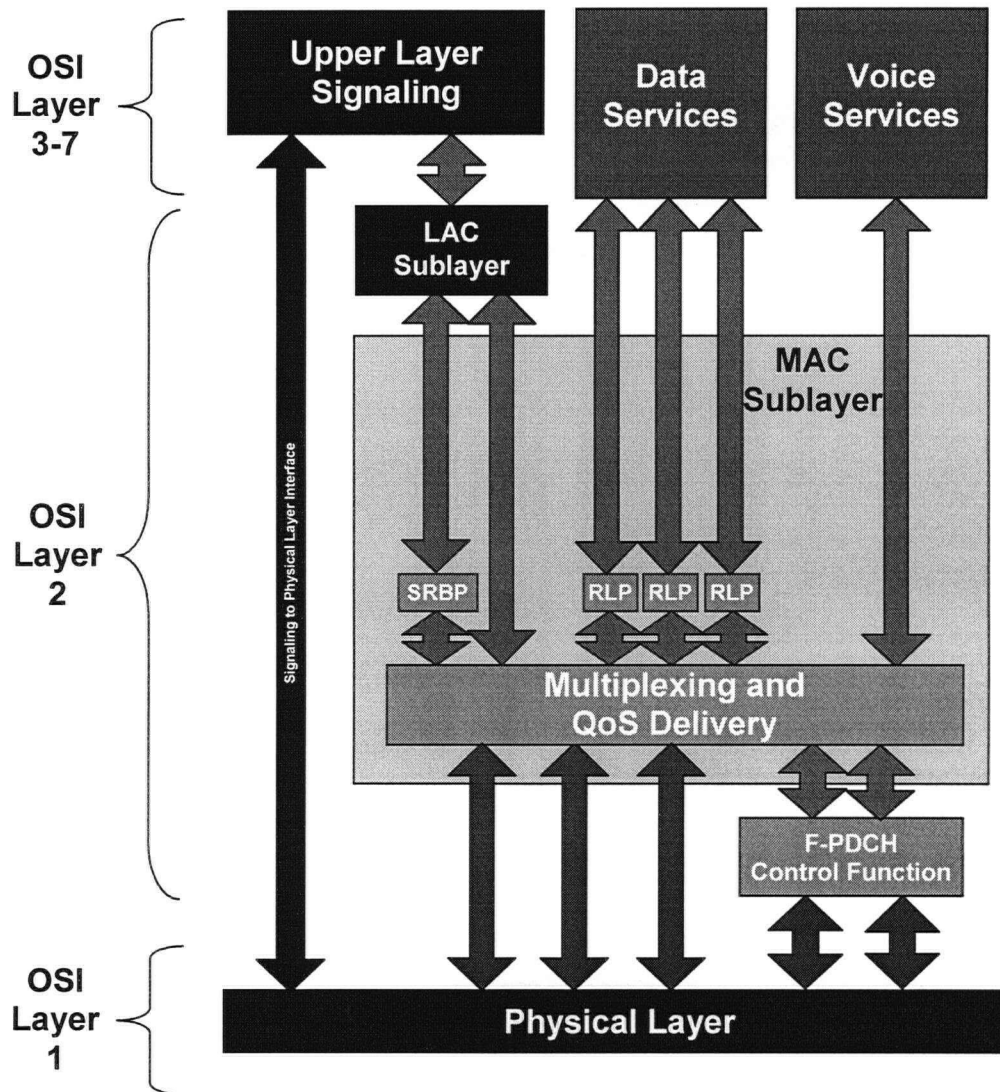 OSI
Layer
3-7
Upper Layer
Signaling
Data
Services
Voice
Services
LAC
Sublayer
MAC
Sublayer
OSI
Layer
2
Signaling to Physical Layer Interface
SRBP
RLP
RLP
RLP
Multiplexing and
QoS Delivery
F-PDCH
Control Function
OSI
Layer
1
Physical Layer